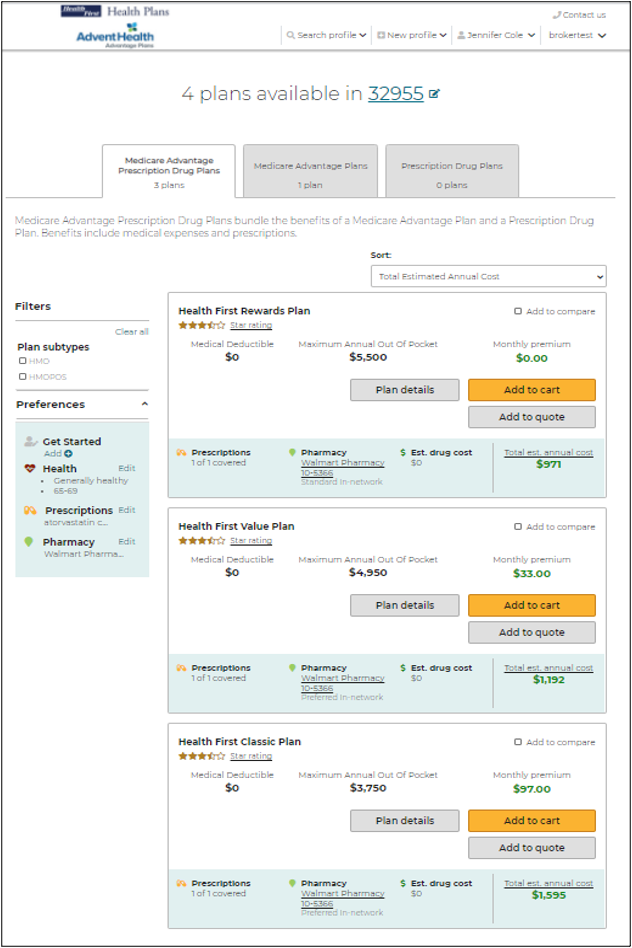 Health First Health Plans
AdventHealth
Advantage Plans
Contact us
Search profile
New profile
Jennifer Cole
brokertest
4 plans available in 32955
Medicare Advantage
Prescription Drug Plans
3 plans
Medicare Advantage Plans
1 plan
Prescription Drug Plans
0 plans
Medicare Advantage Prescription Drug Plans bundle the benefits of a Medicare Advantage Plan and a Prescription Drug
Plan. Benefits include medical expenses and prescriptions.
Sort:
Total Estimated Annual Cost
Filters
Clear all
Plan subtypes
HMO
HMOPOS
Preferences
Get Started
Add
Health Edit
Generally healthy
65-69
Prescriptions Edit
atorvastatin c...
Pharmacy Edit
Walmart Pharma...
Health First Rewards Plan
Add to compare
Star rating
Medical Deductible
$0
Maximum Annual Out Of Pocket
$5,500
Monthly premium
$0.00
Plan details
Add to cart
Add to quote
Prescriptions
1 of 1 covered
Pharmacy
Walmart Pharmacy
10-5366
Standard In-network
$ Est. drug cost
$0
Total est. annual cost
$971
Health First Value Plan
Add to compare
Star rating
Medical Deductible
$0
Maximum Annual Out Of Pocket
$4,950
Monthly premium
$33.00
Plan details
Add to cart
Add to quote
Prescriptions
1 of 1 covered
Pharmacy
Walmart Pharmacy
10-5366
Preferred In-network
$ Est. drug cost
$0
Total est. annual cost
$1,192
Health First Classic Plan
Add to compare
Star rating
Medical Deductible
$0
Maximum Annual Out Of Pocket
$3,750
Monthly premium
$97.00
Plan details
Add to cart
Add to quote
Prescriptions
1 of 1 covered
Pharmacy
Walmart Pharmacy
10-5366
Preferred In-network
$ Est. drug cost
$0
Total est. annual cost
$1,595